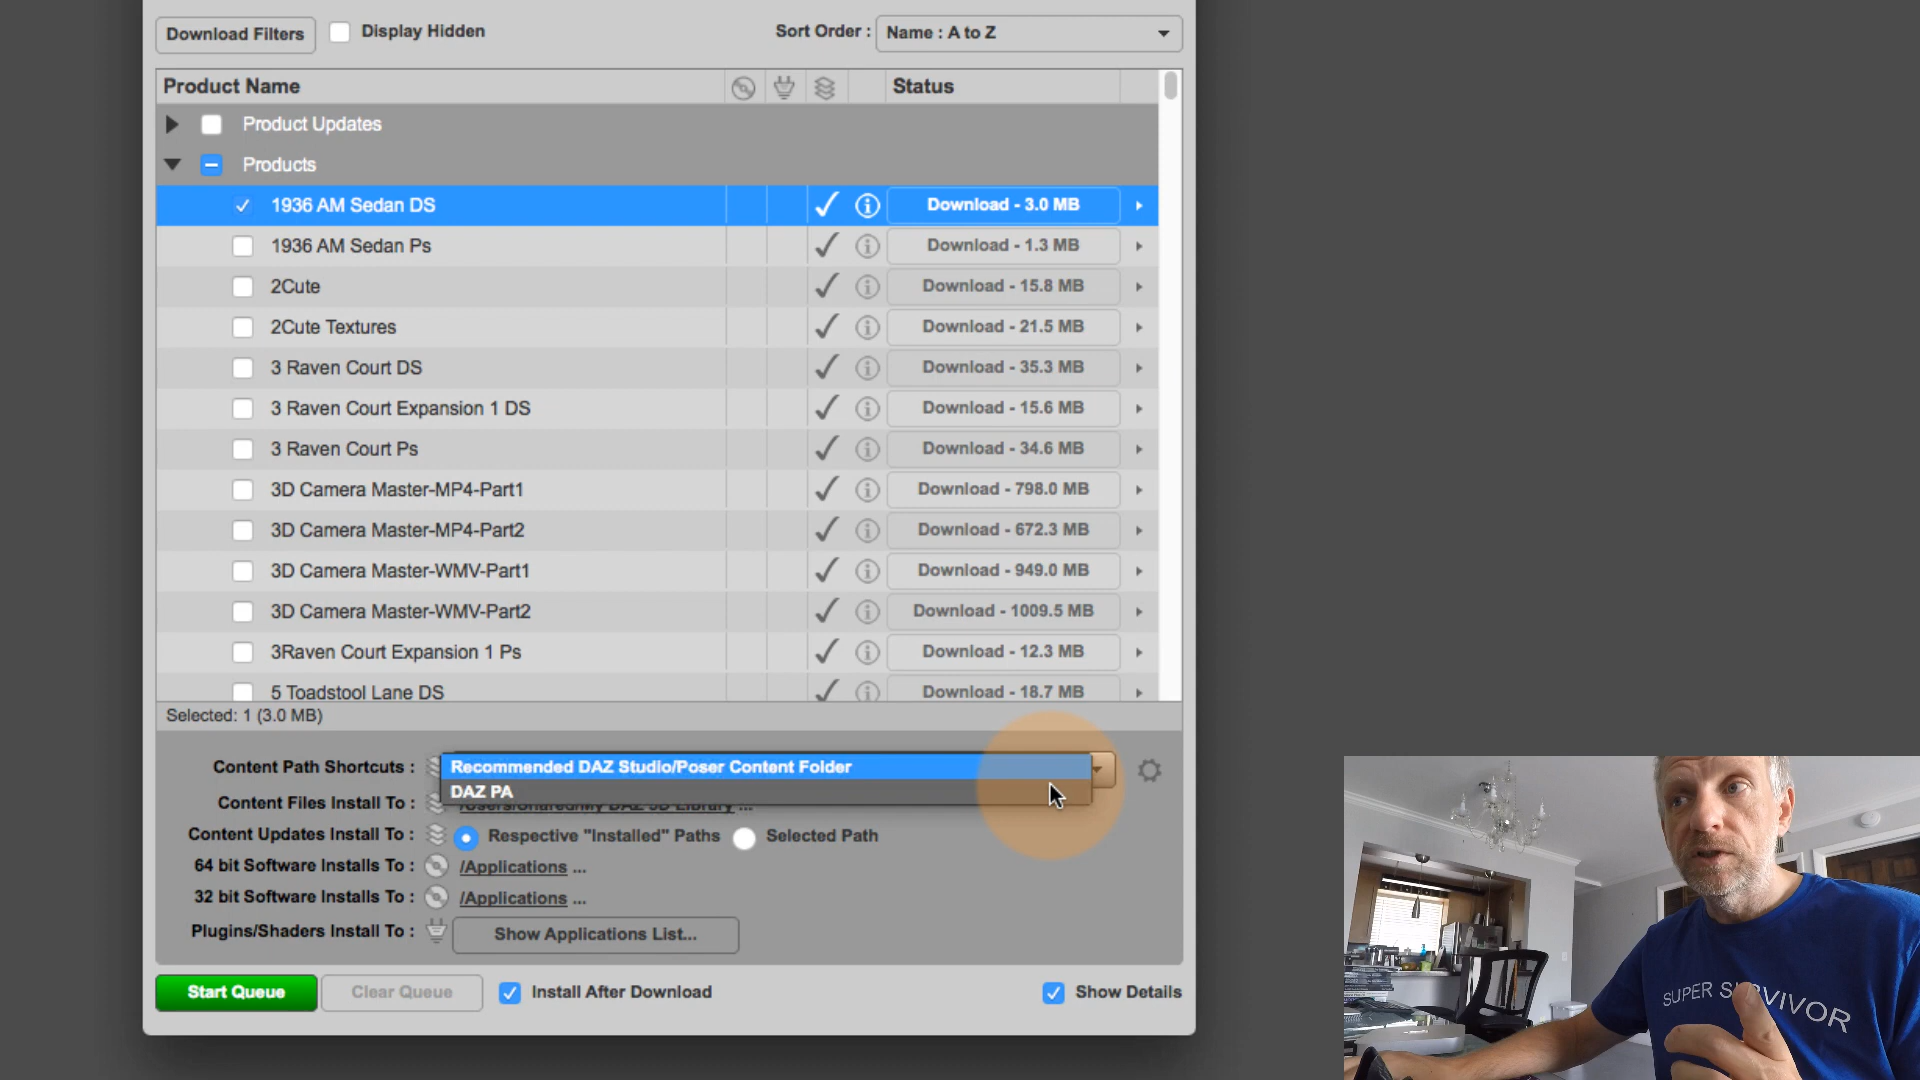 Download Filters
Display Hidden
Sort Order :
Name : A to Z
Product Name
Status
Product Updates
Products
1936 AM Sedan DS
Download - 3.0 MB
1936 AM Sedan Ps
Download - 1.3 MB
2Cute
Download - 15.8 MB
2Cute Textures
Download - 21.5 MB
3 Raven Court DS
Download - 35.3 MB
3 Raven Court Expansion 1 DS
Download - 15.6 MB
3 Raven Court Ps
Download - 34.6 MB
3D Camera Master-MP4-Part1
Download - 798.0 MB
3D Camera Master-MP4-Part2
Download - 672.3 MB
3D Camera Master-WMV-Part1
Download - 949.0 MB
3D Camera Master-WMV-Part2
Download - 1009.5 MB
3Raven Court Expansion 1 Ps
Download - 12.3 MB
5 Toadstool Lane DS
Download - 18.7 MB
Selected: 1 (3.0 MB)
Content Path Shortcuts :
Recommended DAZ Studio/Poser Content Folder
DAZ PA
Content Files Install To :
/Users/Shared/My DAZ 3D Library ...
Content Updates Install To :
Respective "Installed" Paths
Selected Path
64 bit Software Installs To :
/Applications ...
32 bit Software Installs To :
/Applications ...
Plugins/Shaders Install To :
Show Applications List...
Start Queue
Clear Queue
Install After Download
Show Details
SUPER SURVIVOR